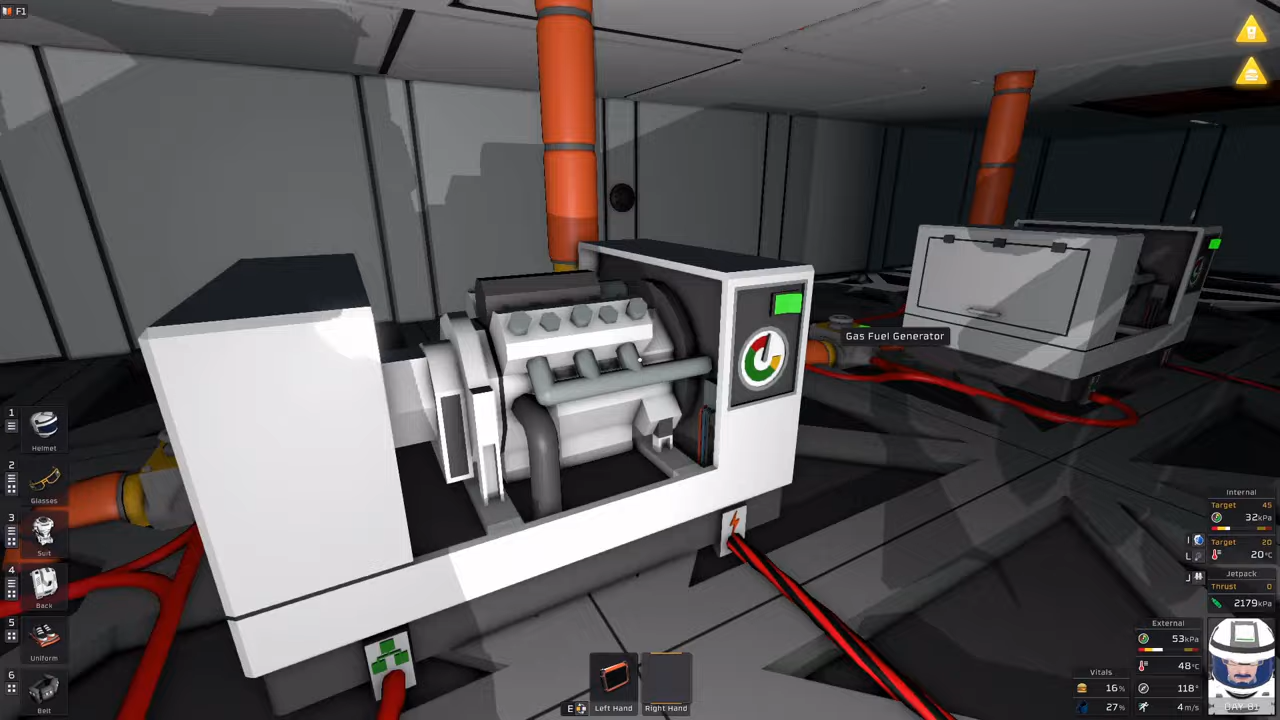 F1
Gas Fuel Generator
1
Helmet
2
Glasses
3
Suit
4
Back
5
Uniform
6
Belt
E
Left Hand
Right Hand
Internal
Target 45
32kPa
Target 20
20°C
Jetpack
Thrust 0
2179kPa
External
53kPa
48°C
118°
4m/s
Vitals
16%
27%
DAY 81
I
L
J